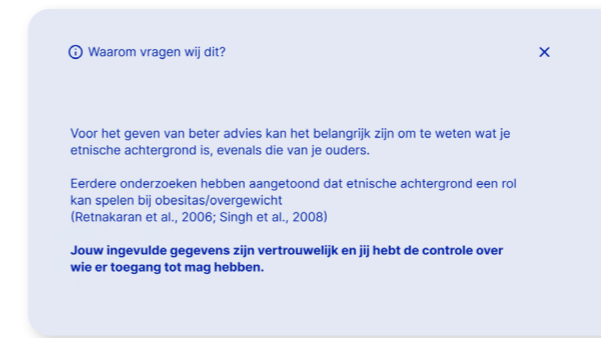 Waarom vragen wij dit?
Voor het geven van beter advies kan het belangrijk zijn om te weten wat je
etnische achtergrond is, evenals die van je ouders.
Eerdere onderzoeken hebben aangetoond dat etnische achtergrond een rol
kan spelen bij obesitas/overgewicht
(Retnakaran et al., 2006; Singh et al., 2008)
Jouw ingevulde gegevens zijn vertrouwelijk en jij hebt de controle over
wie er toegang tot mag hebben.